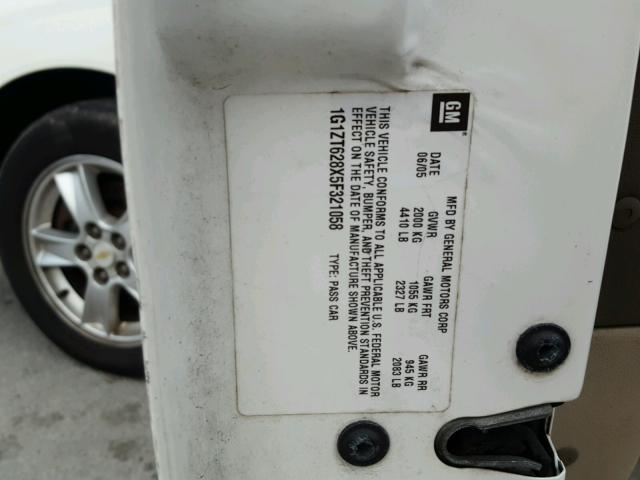 GM
MFD BY GENERAL MOTORS CORP
DATE GVWR GAWR FRT GAWR RR
06/05 2000 KG 1055 KG 945 KG
4410 LB 2327 LB 2083 LB
THIS VEHICLE CONFORMS TO ALL APPLICABLE U.S. FEDERAL MOTOR
VEHICLE SAFETY, BUMPER, AND THEFT PREVENTION STANDARDS IN
EFFECT ON THE DATE OF MANUFACTURE SHOWN ABOVE.
1G1ZT628X5F321058 TYPE: PASS CAR